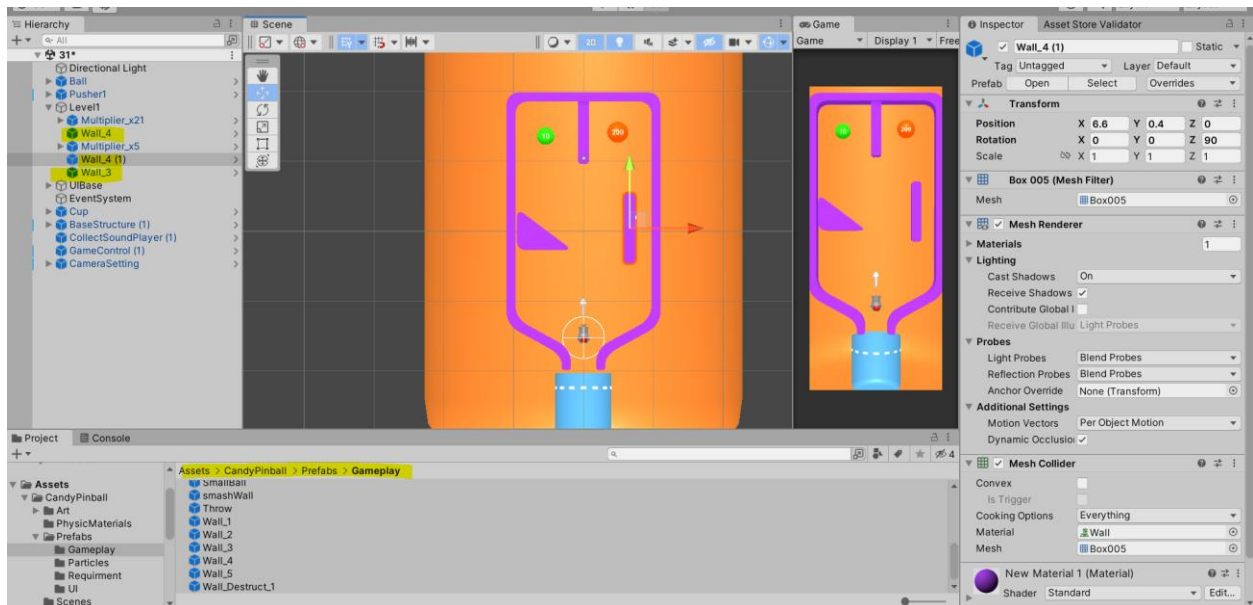 Hierarchy
All
31*
Directional Light
Ball
Pusher1
Level1
Multiplier_x21
Wall_4
Multiplier_x5
Wall_4 (1)
Wall_3
UIBase
EventSystem
Cup
BaseStructure (1)
CollectSoundPlayer (1)
GameControl (1)
CameraSetting
Scene
2D
10
200
Game
Game Display 1 Free
10
200
Inspector Asset Store Validator
Wall_4 (1) Static
Tag Untagged Layer Default
Prefab Open Select Overrides
Transform
Position X 6.6 Y 0.4 Z 0
Rotation X 0 Y 0 Z 90
Scale X 1 Y 1 Z 1
Box 005 (Mesh Filter)
Mesh Box005
Mesh Renderer
Materials 1
Lighting
Cast Shadows On
Receive Shadows
Contribute Global I
Receive Global Illu Light Probes
Probes
Light Probes Blend Probes
Reflection Probes Blend Probes
Anchor Override None (Transform)
Additional Settings
Motion Vectors Per Object Motion
Dynamic Occlusion
Mesh Collider
Convex
Is Trigger
Cooking Options Everything
Material Wall
Mesh Box005
New Material 1 (Material)
Shader Standard Edit...
Project Console
4
Assets
CandyPinball
Art
PhysicMaterials
Prefabs
Gameplay
Particles
Requirment
UI
Scenes
Assets > CandyPinball > Prefabs > Gameplay
SmallBall
smashWall
Throw
Wall_1
Wall_2
Wall_3
Wall_4
Wall_5
Wall_Destruct_1